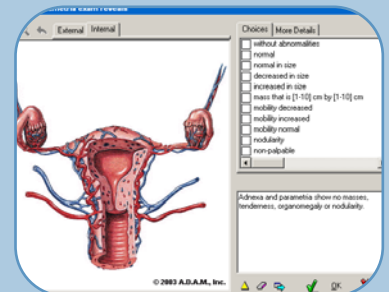 External Internal
Choices More Details
without abnormalities
normal
normal in size
decreased in size
increased in size
mass that is [1-10] cm by [1-10] cm
mobility decreased
mobility increased
mobility normal
nodularity
non-palpable
Adnexa and parametria show no masses,
tenderness, organomegaly or nodularity.
© 2003 A.D.A.M., Inc.
OK